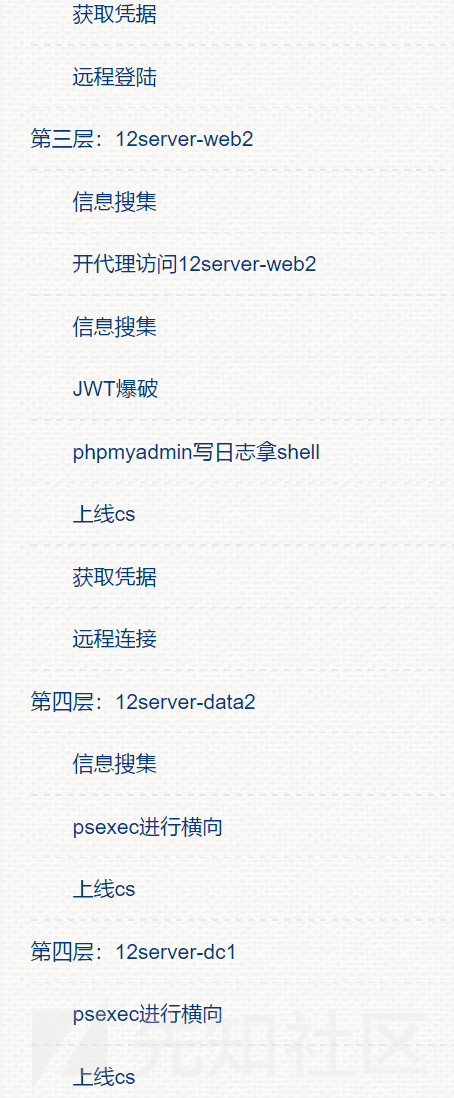 获取凭据
远程登陆
第三层：12server-web2
信息搜集
开代理访问12server-web2
信息搜集
JWT爆破
phpmyadmin写日志拿shell
上线cs
获取凭据
远程连接
第四层：12server-data2
信息搜集
psexec进行横向
上线cs
第四层：12server-dc1
psexec进行横向
上线cs
先知社区